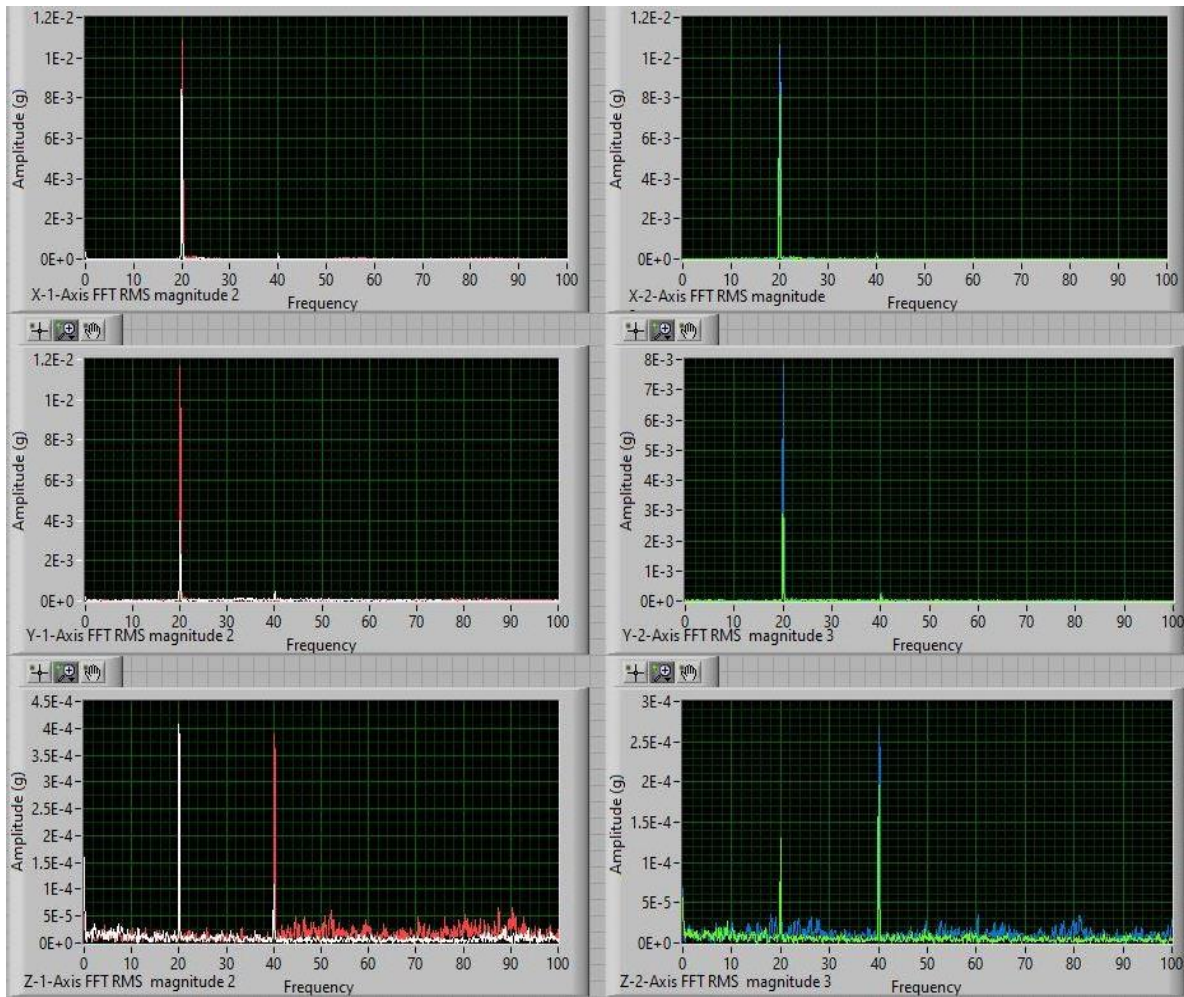 1.2E-2
1E-2
8E-3
6E-3
4E-3
2E-3
0E+0
Amplitude (g)
0 10 20 30 40 50 60 70 80 90 100
X-1-Axis FFT RMS magnitude 2
Frequency
1.2E-2
1E-2
8E-3
6E-3
4E-3
2E-3
0E+0
Amplitude (g)
0 10 20 30 40 50 60 70 80 90 100
X-2-Axis FFT RMS magnitude
Frequency
1.2E-2
1E-2
8E-3
6E-3
4E-3
2E-3
0E+0
Amplitude (g)
0 10 20 30 40 50 60 70 80 90 100
Y-1-Axis FFT RMS magnitude 2
Frequency
8E-3
7E-3
6E-3
5E-3
4E-3
3E-3
2E-3
1E-3
0E+0
Amplitude (g)
0 10 20 30 40 50 60 70 80 90 100
Y-2-Axis FFT RMS magnitude 3
Frequency
4.5E-4
4E-4
3.5E-4
3E-4
2.5E-4
2E-4
1.5E-4
1E-4
5E-5
0E+0
Amplitude (g)
0 10 20 30 40 50 60 70 80 90 100
Z-1-Axis FFT RMS magnitude 2
Frequency
3E-4
2.5E-4
2E-4
1.5E-4
1E-4
5E-5
0E+0
Amplitude (g)
0 10 20 30 40 50 60 70 80 90 100
Z-2-Axis FFT RMS magnitude 3
Frequency